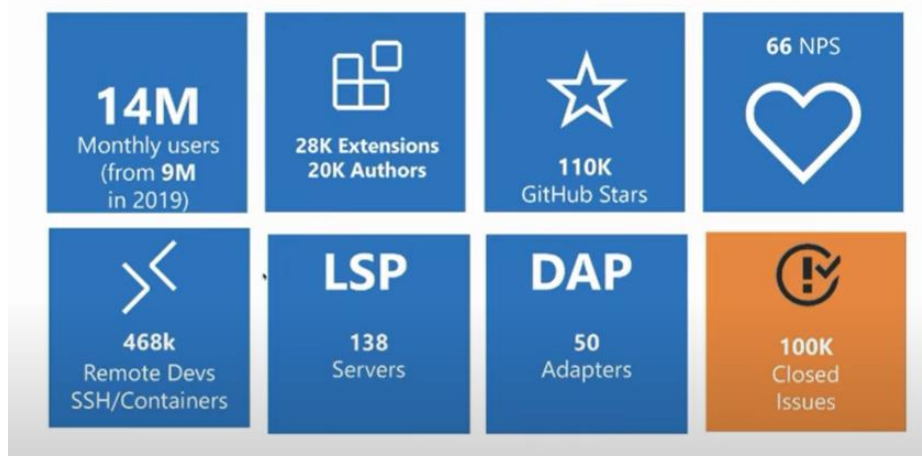 14M
Monthly users
(from 9M
in 2019)
28K Extensions
20K Authors
110K
GitHub Stars
66 NPS
468k
Remote Devs
SSH/Containers
LSP
138
Servers
DAP
50
Adapters
100K
Closed
Issues